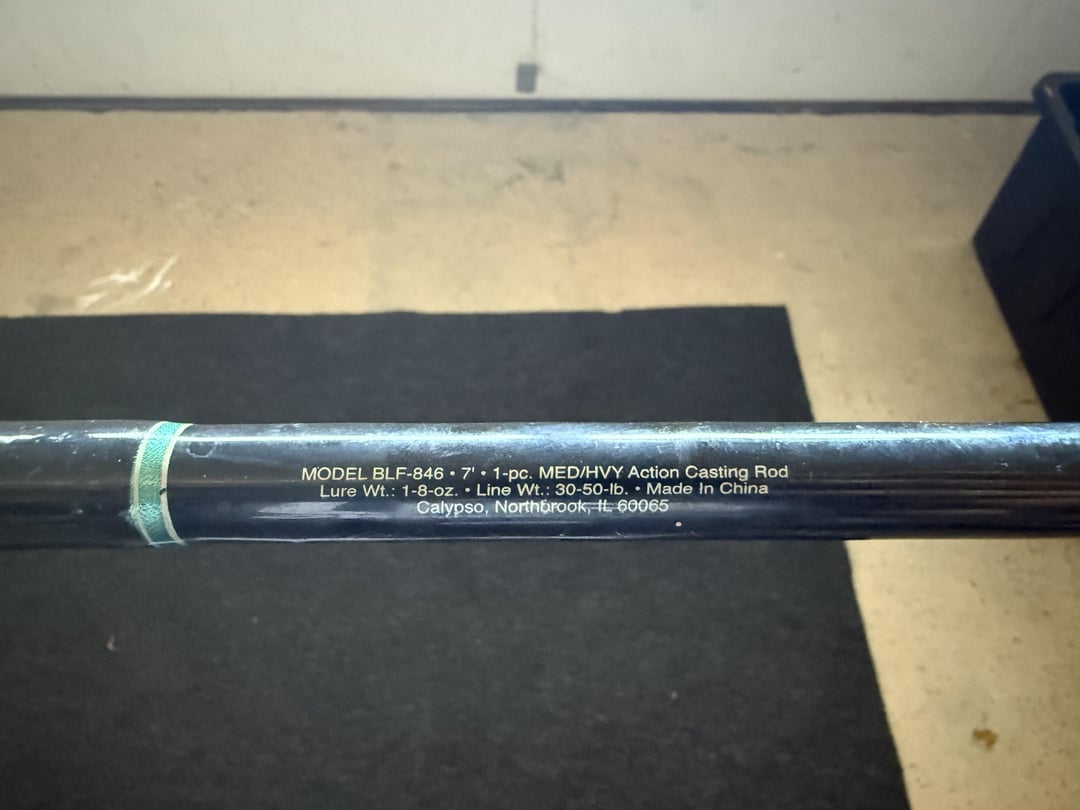 MODEL BLF-846 • 7' • 1-pc. MED/HVY Action Casting Rod
Lure Wt.: 1-8-oz. • Line Wt.: 30-50-lb. • Made In China
Calypso, Northbrook, IL 60065